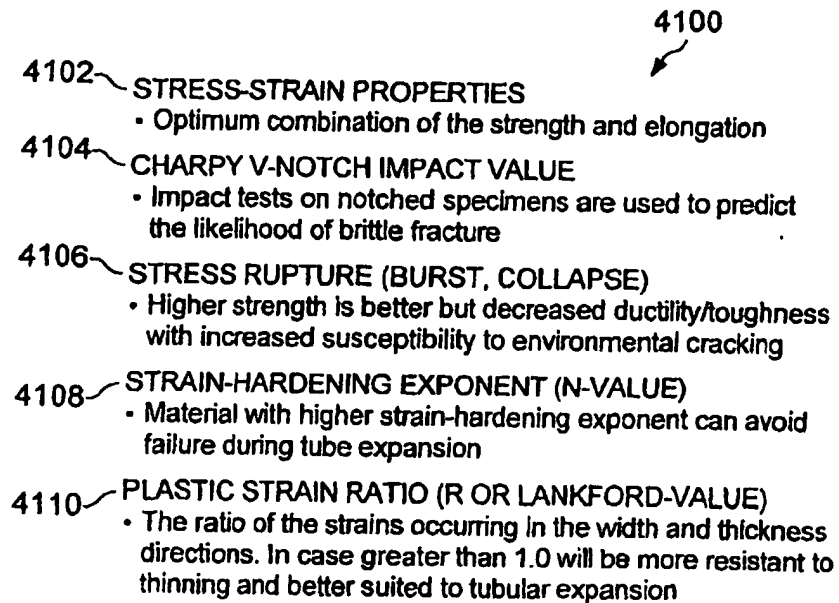 4100
4102 STRESS-STRAIN PROPERTIES
• Optimum combination of the strength and elongation
4104 CHARPY V-NOTCH IMPACT VALUE
• Impact tests on notched specimens are used to predict
the likelihood of brittle fracture
4106 STRESS RUPTURE (BURST, COLLAPSE)
• Higher strength is better but decreased ductility/toughness
with increased susceptibility to environmental cracking
4108 STRAIN-HARDENING EXPONENT (N-VALUE)
• Material with higher strain-hardening exponent can avoid
failure during tube expansion
4110 PLASTIC STRAIN RATIO (R OR LANKFORD-VALUE)
• The ratio of the strains occurring in the width and thickness
directions. In case greater than 1.0 will be more resistant to
thinning and better suited to tubular expansion